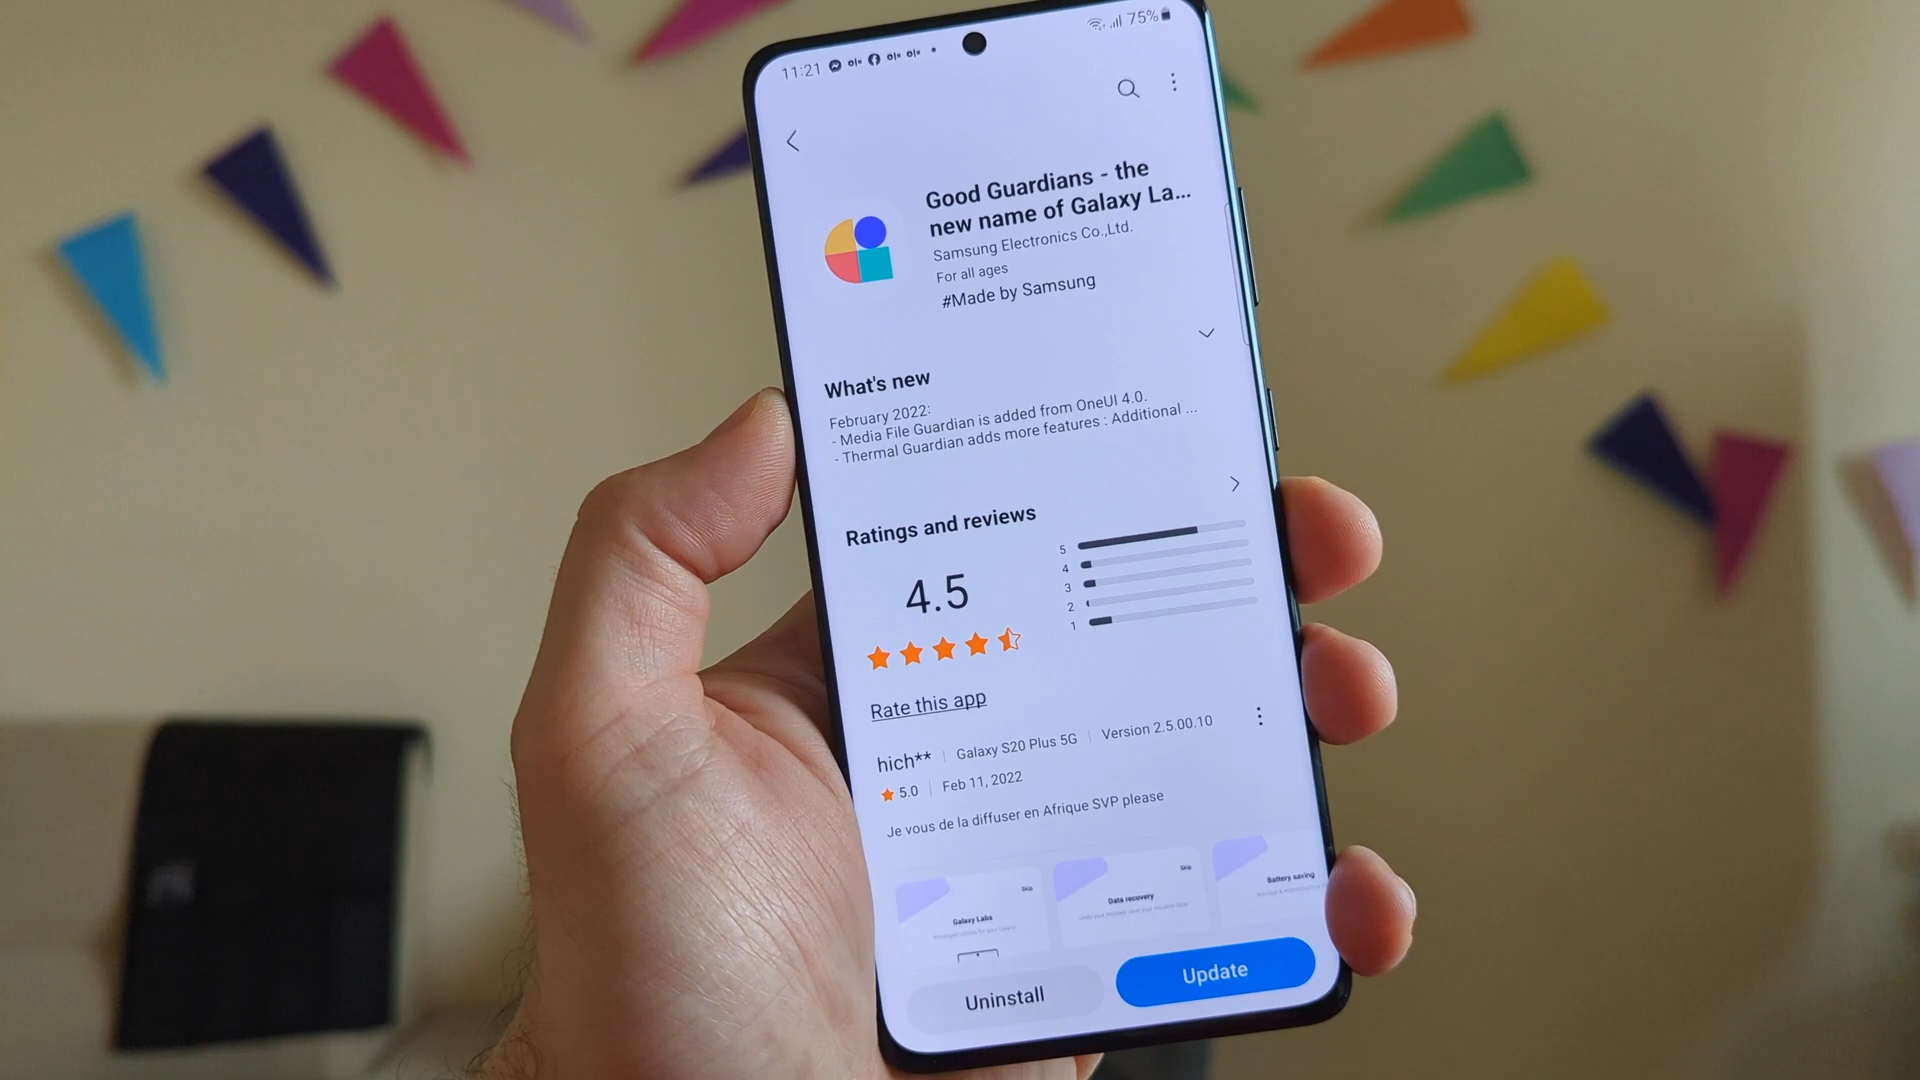 11:21
75%
Good Guardians - the
new name of Galaxy La...
Samsung Electronics Co.,Ltd.
For all ages
#Made by Samsung
What's new
February 2022:
- Media File Guardian is added from OneUI 4.0.
- Thermal Guardian adds more features : Additional ...
Ratings and reviews
4.5
5
4
3
2
1
Rate this app
hich** | Galaxy S20 Plus 5G | Version 2.5.00.10
5.0 | Feb 11, 2022
Je vous de la diffuser en Afrique SVP please
Skip
Galaxy Labs
Skip
Data recovery
Battery saving
Uninstall
Update